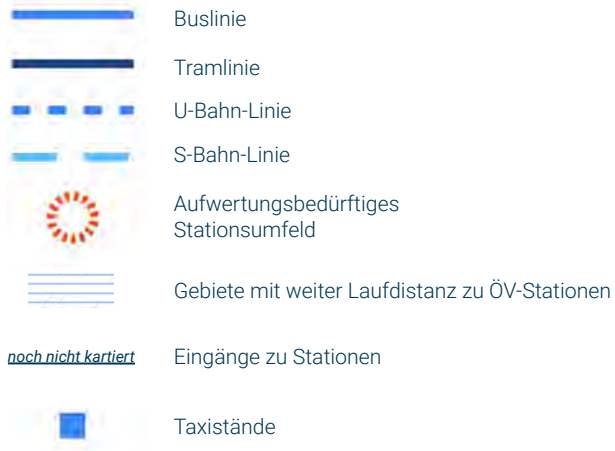 Buslinie
Tramlinie
U-Bahn-Linie
S-Bahn-Linie
Aufwertungsbedürftiges
Stationsumfeld
Gebiete mit weiter Laufdistanz zu ÖV-Stationen
noch nicht kartiert Eingänge zu Stationen
Taxistände